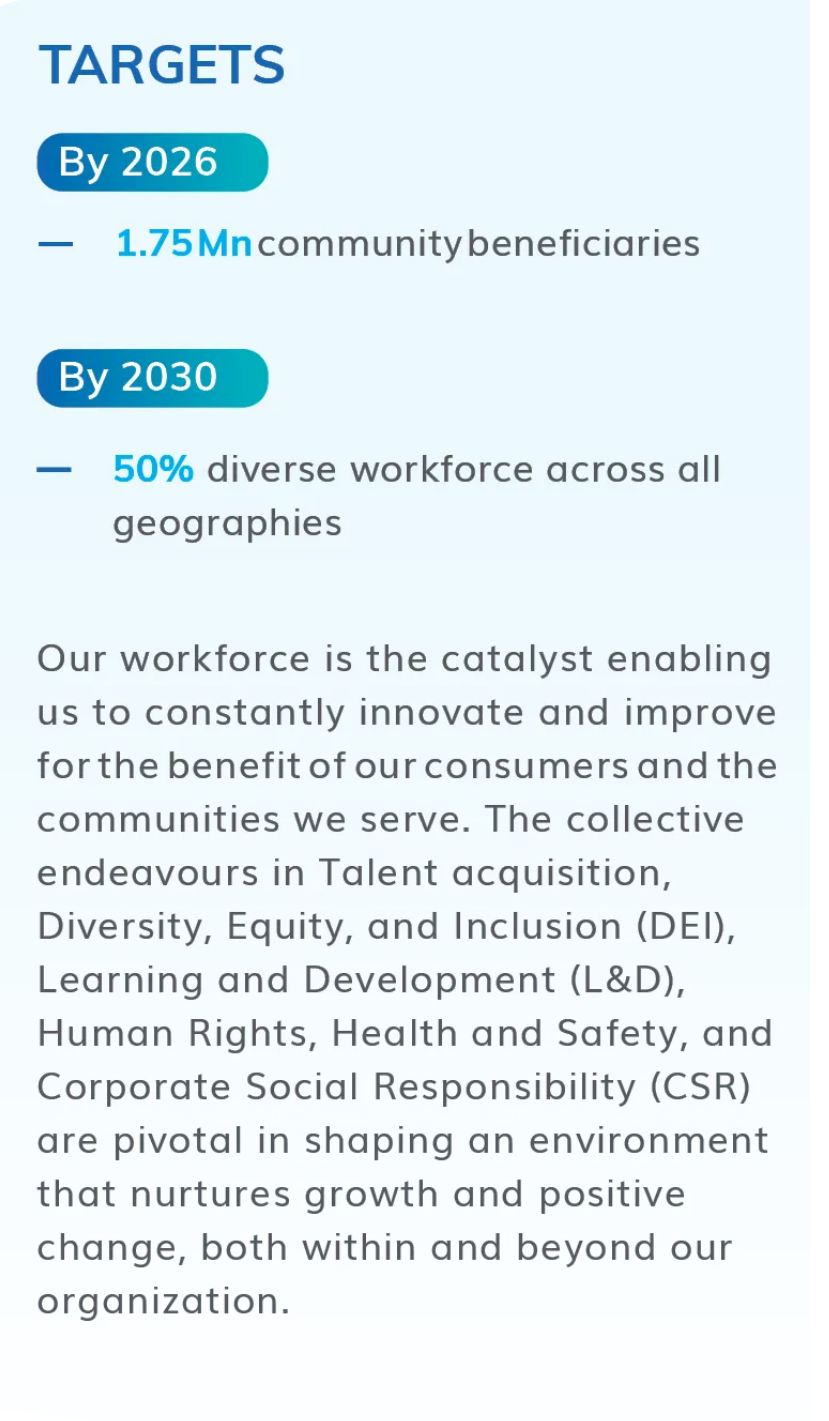 TARGETS
By 2026
— 1.75 Mn community beneficiaries
By 2030
— 50% diverse workforce across all
geographies
Our workforce is the catalyst enabling
us to constantly innovate and improve
for the benefit of our consumers and the
communities we serve. The collective
endeavours in Talent acquisition,
Diversity, Equity, and Inclusion (DEI),
Learning and Development (L&D),
Human Rights, Health and Safety, and
Corporate Social Responsibility (CSR)
are pivotal in shaping an environment
that nurtures growth and positive
change, both within and beyond our
organization.